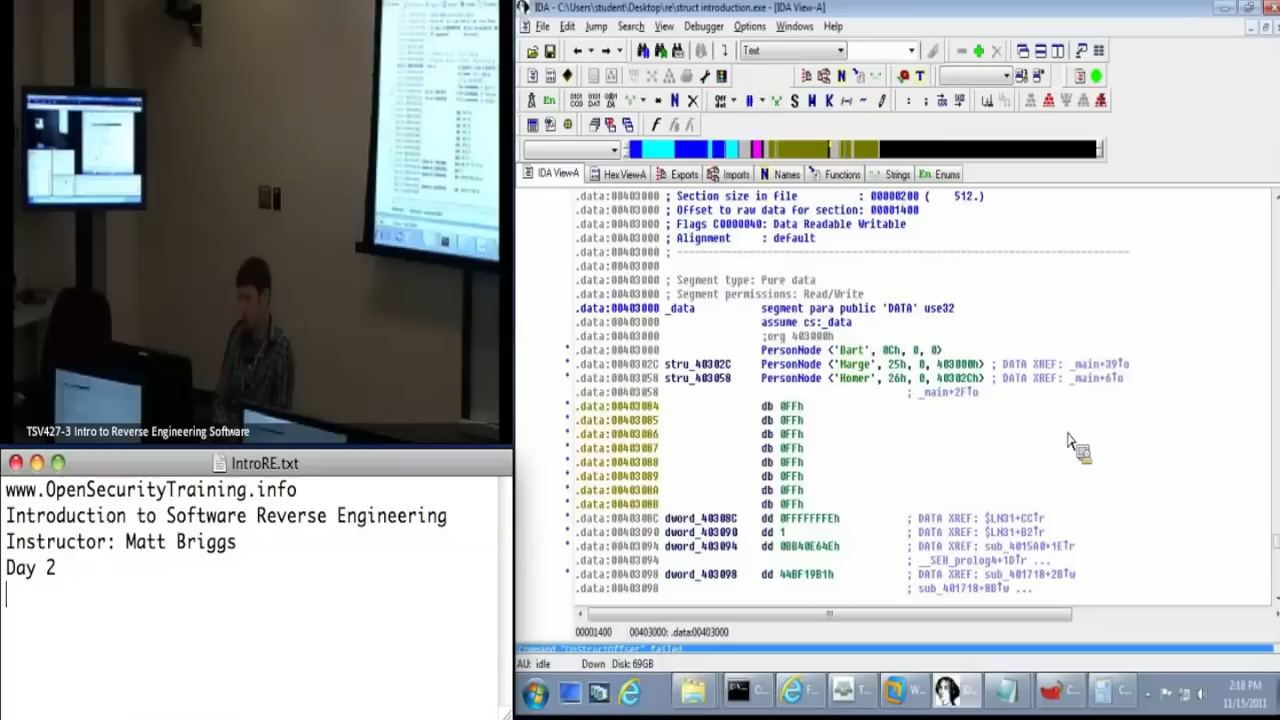 IDA - C:\Users\student\Desktop\re\struct introduction.exe - [IDA View-A]
File Edit Jump Search View Debugger Options Windows Help
Text
IDA View-A Hex View-A Exports Imports N Names Functions Strings En Enums
.data:00403000 ; Section size in file : 00000200 ( 512.)
.data:00403000 ; Offset to raw data for section: 00001400
.data:00403000 ; Flags C0000040: Data Readable Writable
.data:00403000 ; Alignment : default
.data:00403000 ; ---------------------------------------------------------------------------
.data:00403000
.data:00403000 ; Segment type: Pure data
.data:00403000 ; Segment permissions: Read/Write
.data:00403000 _data segment para public 'DATA' use32
.data:00403000 assume cs:_data
.data:00403000 ;org 403000h
.data:00403000 PersonNode <'Bart', 0Ch, 0, 0>
.data:0040302C stru_40302C PersonNode <'Marge', 25h, 0, 403000h> ; DATA XREF: _main+39↑o
.data:00403058 stru_403058 PersonNode <'Homer', 26h, 0, 40302Ch> ; DATA XREF: _main+6↑o
.data:00403058 ; _main+2F↑o
.data:00403084 db 0FFh
.data:00403085 db 0FFh
.data:00403086 db 0FFh
.data:00403087 db 0FFh
.data:00403088 db 0FFh
.data:00403089 db 0FFh
.data:0040308A db 0FFh
.data:0040308B db 0FFh
.data:0040308C dword_40308C dd 0FFFFFFFEh ; DATA XREF: $LN31+CC↑r
.data:00403090 dword_403090 dd 1 ; DATA XREF: $LN31+B2↑r
.data:00403094 dword_403094 dd 0BB40E64Eh ; DATA XREF: sub_4015A0+1E↑r
.data:00403094 ; __SEH_prolog4+1D↑r ...
.data:00403098 dword_403098 dd 44BF19B1h ; DATA XREF: sub_401718+2B↑w
.data:00403098 ; sub_401718+8B↑w ...
00001400 00403000: .data:00403000
Command "OpStructOffset" failed
AU: idle Down Disk: 69GB
2:18 PM
11/15/2011
TSV427-3 Intro to Reverse Engineering Software
IntroRE.txt
www.OpenSecurityTraining.info
Introduction to Software Reverse Engineering
Instructor: Matt Briggs
Day 2